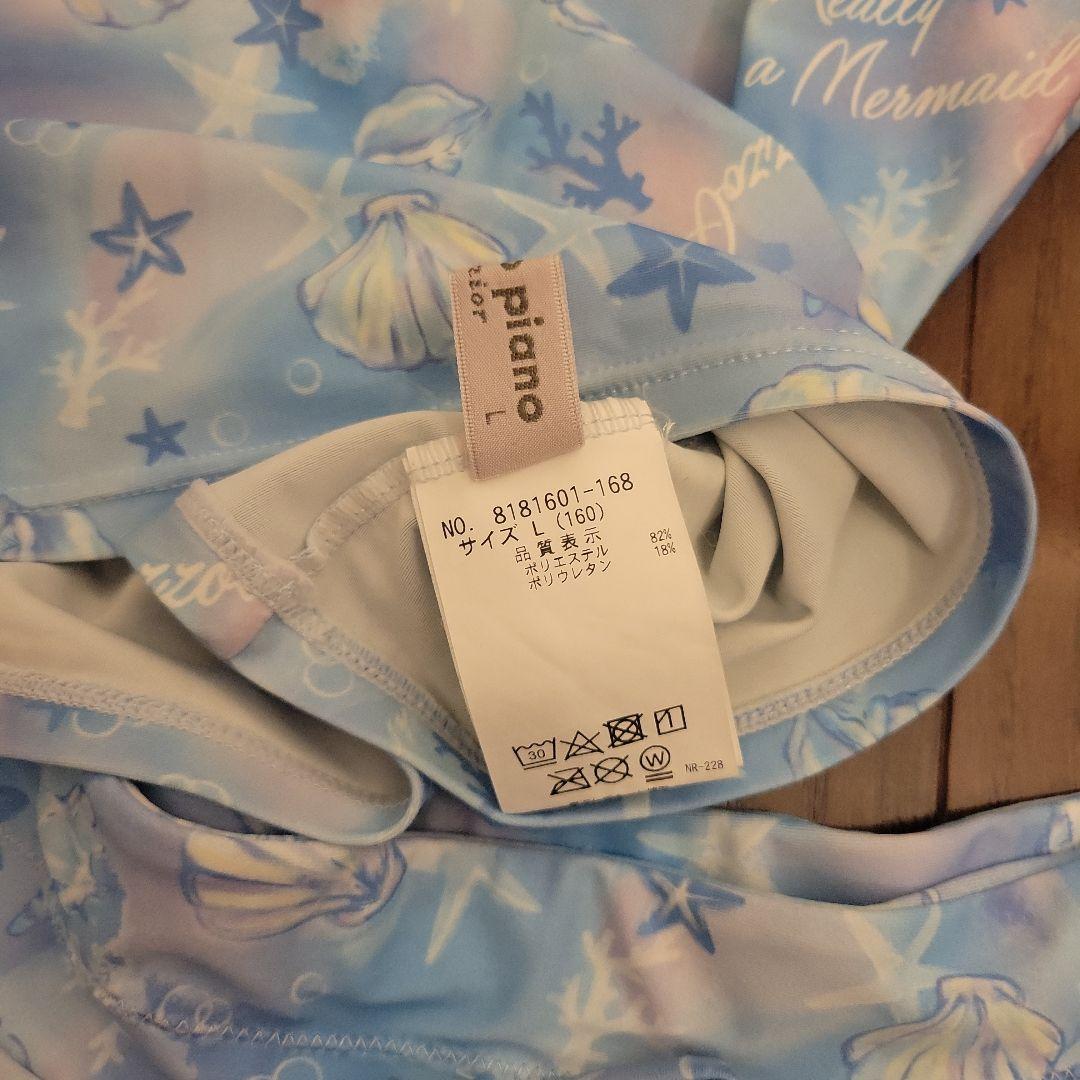 Really
a Mermaid
piano
L
NO. 8181601-168
サイズ L (160)
品質表示
ポリエステル 82%
ポリウレタン 18%
30
1
W
NR-228